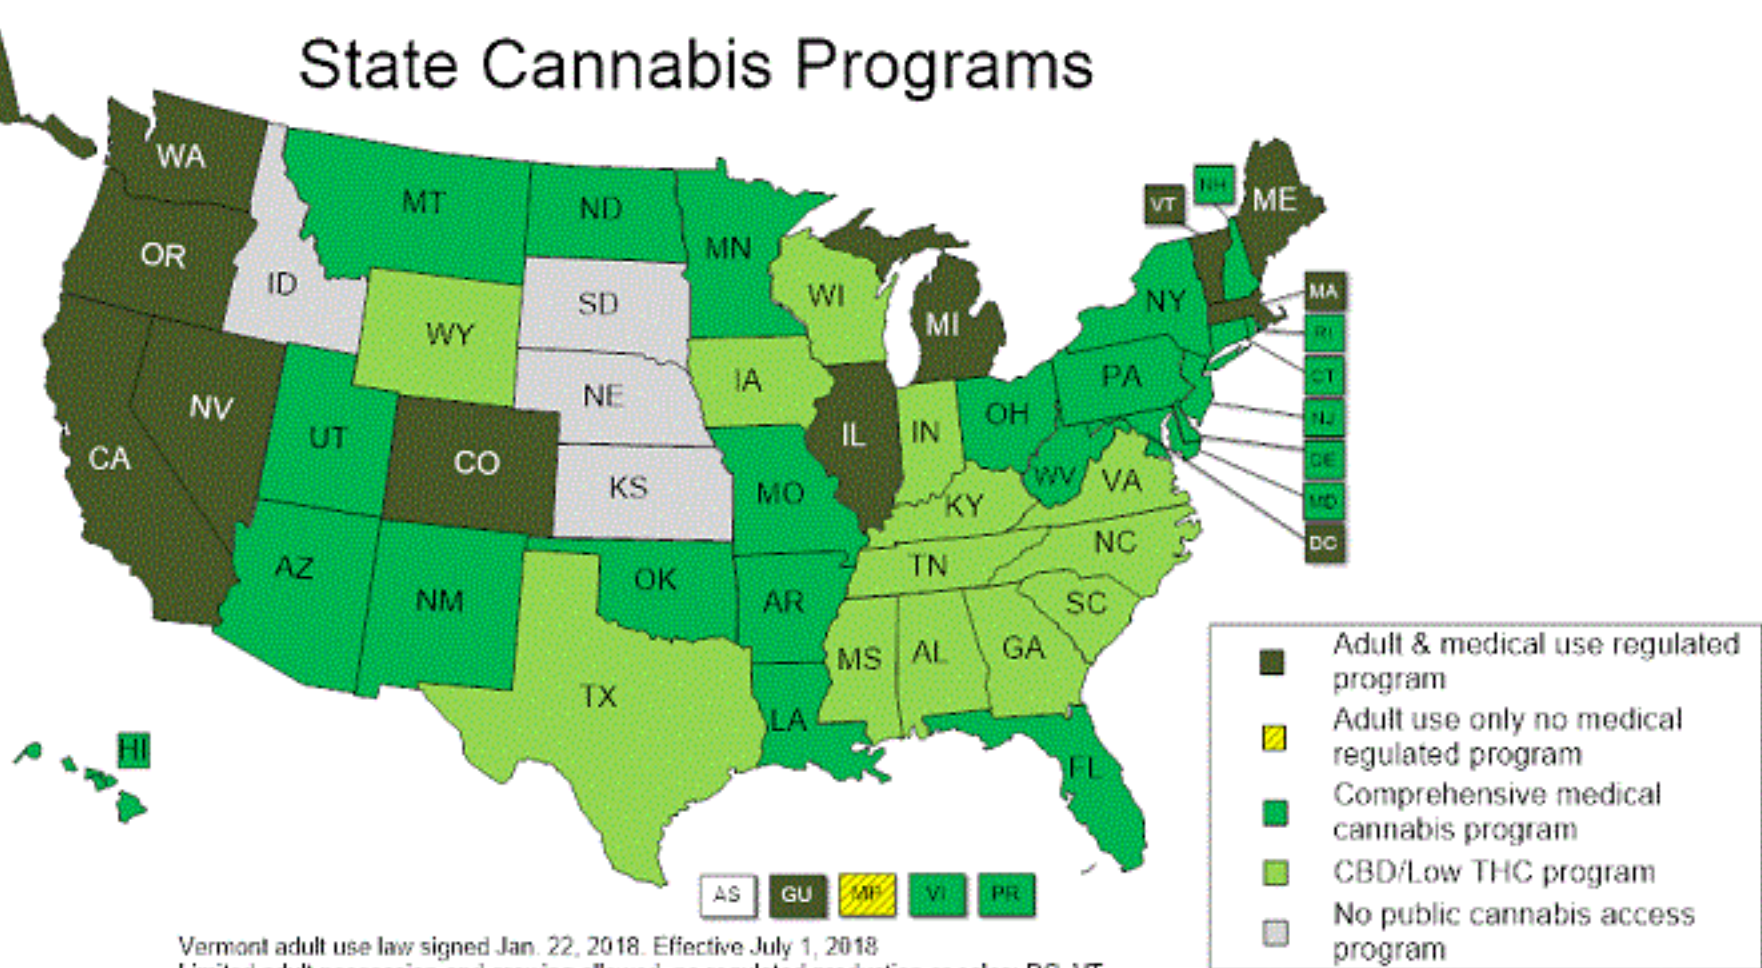 State Cannabis Programs
WA
MT
ND
MN
OR
ID
SD
WI
MI
NY
VT
NH
ME
MA
RI
CT
NJ
DE
MD
DC
WY
NE
IA
PA
OH
IN
IL
NV
UT
CO
KS
MO
WV
VA
KY
CA
AZ
NM
OK
AR
TN
NC
SC
MS
AL
GA
TX
LA
FL
HI
AS
GU
MP
VI
PR
Adult & medical use regulated
program
Adult use only no medical
regulated program
Comprehensive medical
cannabis program
CBD/Low THC program
No public cannabis access
program
Vermont adult use law signed Jan. 22, 2018. Effective July 1, 2018